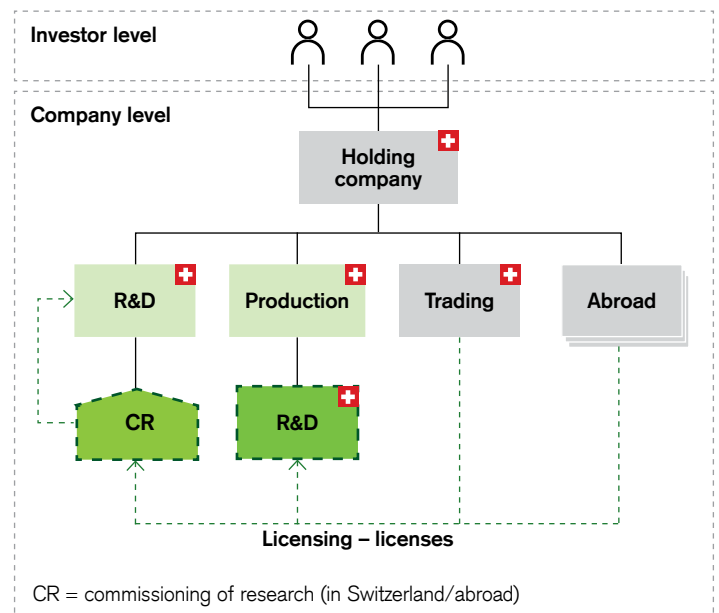 Investor level
Company level
Holding
company
R&D
Production
Trading
Abroad
CR
R&D
Licensing – licenses
CR = commissioning of research (in Switzerland/abroad)